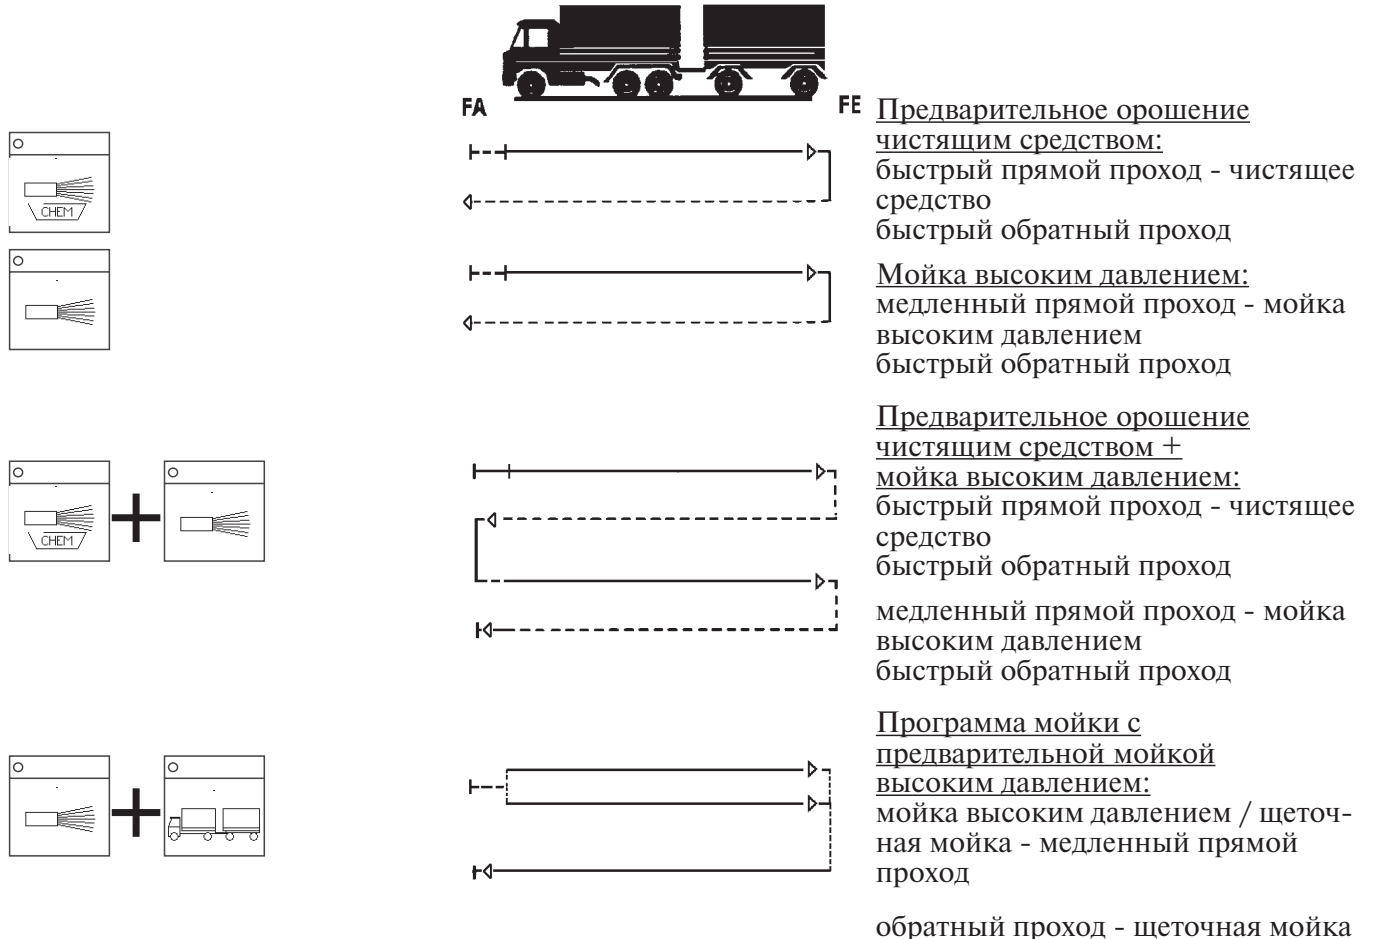 FA
FE
Предварительное орошение
чистящим средством:
быстрый прямой проход - чистящее
средство
быстрый обратный проход
CHEM
Мойка высоким давлением:
медленный прямой проход - мойка
высоким давлением
быстрый обратный проход
Предварительное орошение
чистящим средством +
мойка высоким давлением:
быстрый прямой проход - чистящее
средство
быстрый обратный проход
CHEM
медленный прямой проход - мойка
высоким давлением
быстрый обратный проход
Программа мойки с
предварительной мойкой
высоким давлением:
мойка высоким давлением / щеточ-
ная мойка - медленный прямой
проход
обратный проход - щеточная мойка